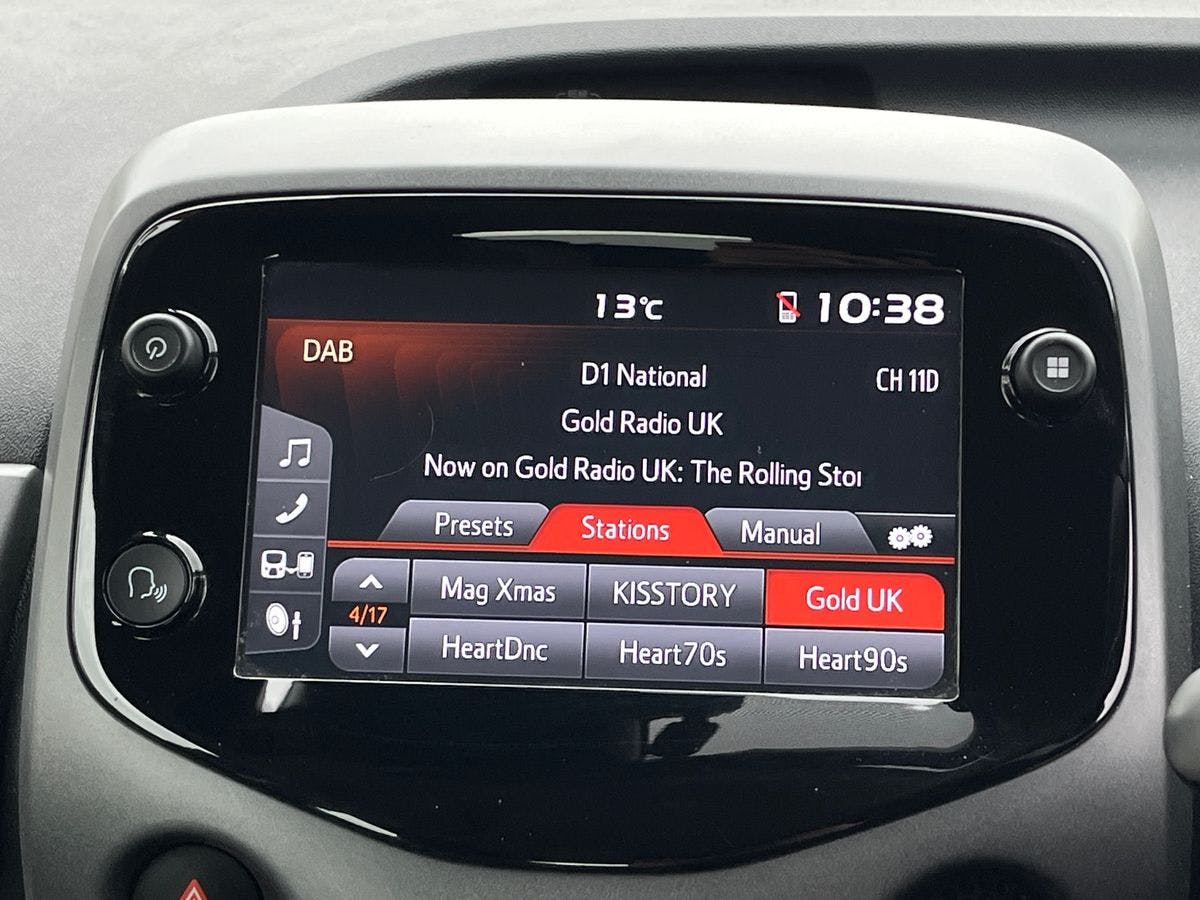 13°C 10:38
DAB
D1 National CH 11D
Gold Radio UK
Now on Gold Radio UK: The Rolling Sto
Presets Stations Manual
Mag Xmas KISSTORY Gold UK
4/17
HeartDnc Heart70s Heart90s